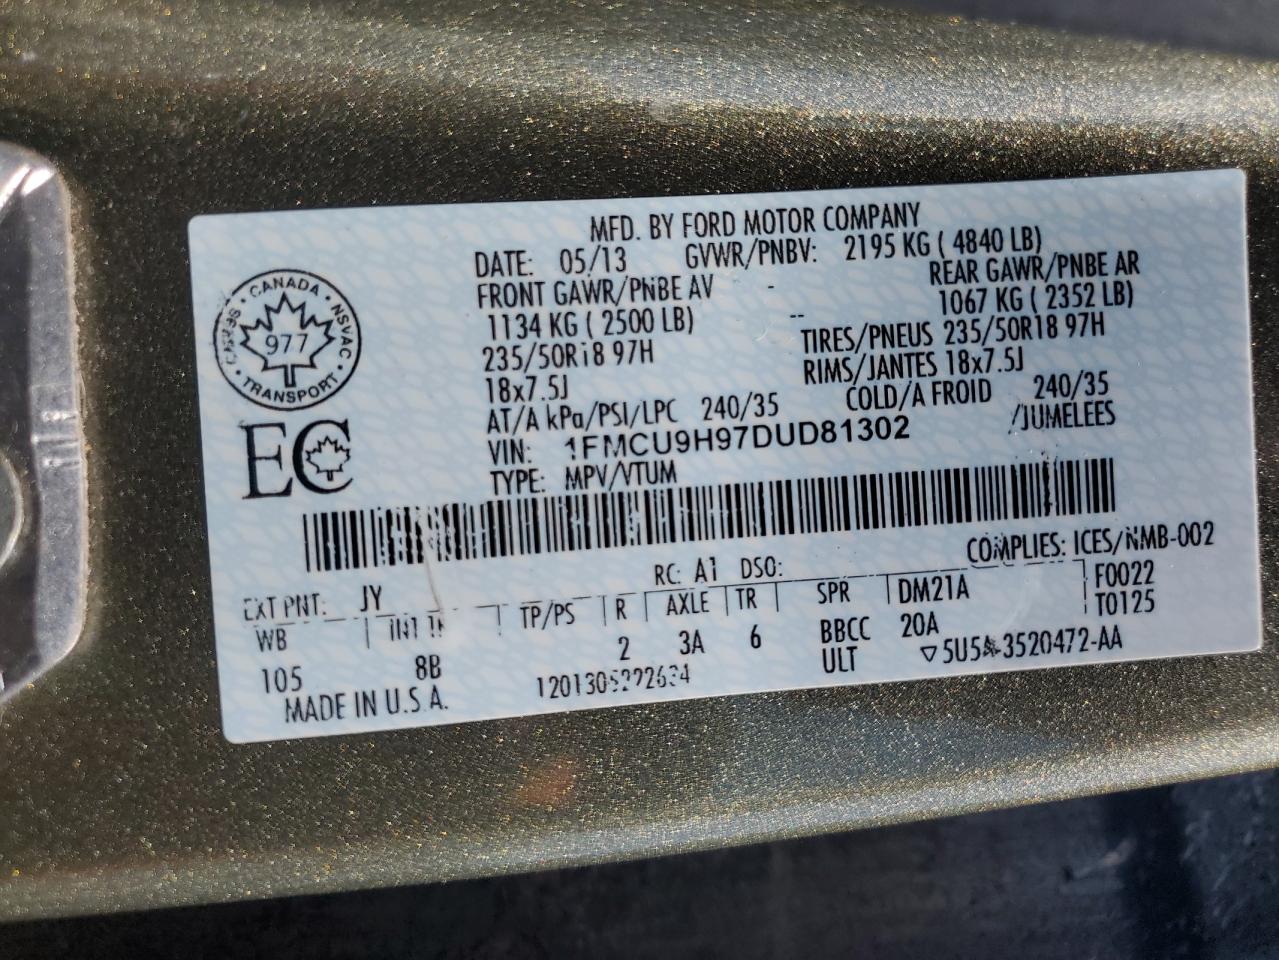 MFD. BY FORD MOTOR COMPANY
DATE: 05/13 GVWR/PNBV: 2195 KG ( 4840 LB)
FRONT GAWR/PNBE AV - REAR GAWR/PNBE AR
1134 KG ( 2500 LB) -- 1067 KG ( 2352 LB)
235/50R18 97H TIRES/PNEUS 235/50R18 97H
18x7.5J RIMS/JANTES 18x7.5J
AT/A kPa/PSI/LPC 240/35 COLD/A FROID 240/35
VIN: 1FMCU9H97DUD81302 /JUMELEES
TYPE: MPV/VTUM
CANADA
NSVAC
TRANSPORT
977
EC
COMPLIES: ICES/NMB-002
RC: A1 DSO:
EXT PNT: JY
WB INT TR TP/PS R AXLE TR SPR DM21A F0022
T0125
105 8B 2 3A 6 BBCC 20A
ULT
MADE IN U.S.A.
3520472-AA